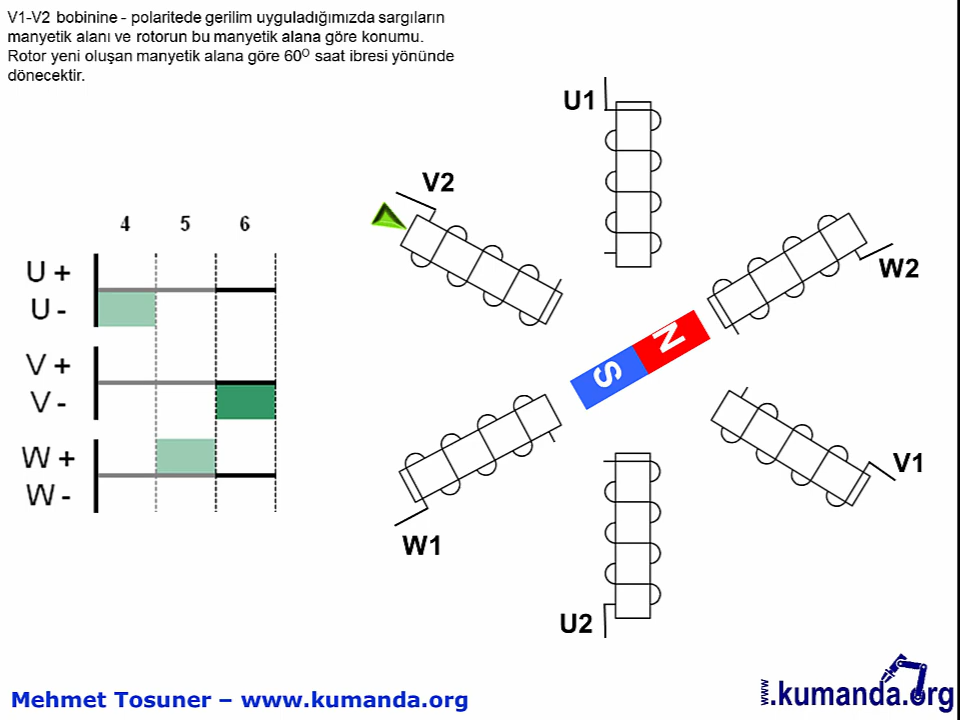 V1-V2 bobinine - polaritede gerilim uyguladığımızda sargıların
manyetik alanı ve rotorun bu manyetik alana göre konumu.
Rotor yeni oluşan manyetik alana göre 60O saat ibresi yönünde
dönecektir.
U1
V2
W2
4 5 6
U +
U -
V +
V -
W +
W -
N
S
V1
W1
U2
Mehmet Tosuner – www.kumanda.org
www.kumanda.org